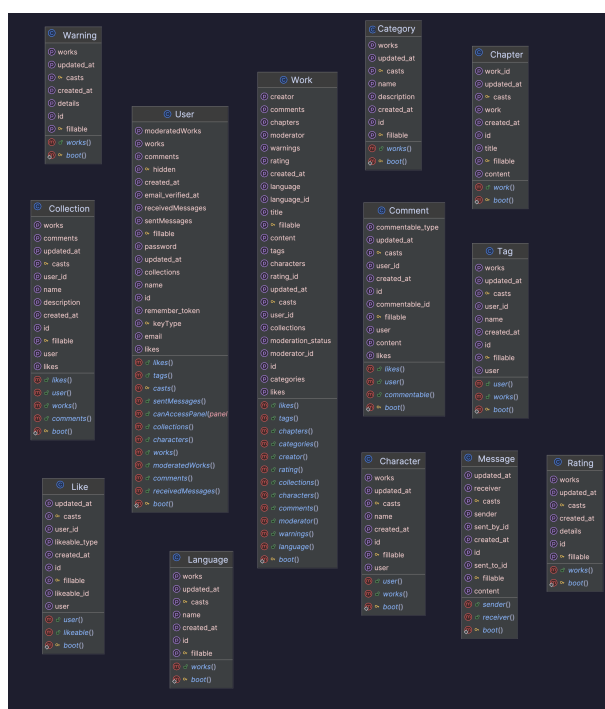 Warning
works
updated_at
casts
created_at
details
id
fillable
works()
boot()
User
moderatedWorks
works
comments
hidden
created_at
email_verified_at
receivedMessages
sentMessages
fillable
password
updated_at
collections
name
id
remember_token
keyType
email
likes
likes()
tags()
casts()
sentMessages()
canAccessPanel(panel
collections()
characters()
works()
moderatedWorks()
comments()
receivedMessages()
boot()
Work
creator
comments
chapters
moderator
warnings
rating
created_at
language
language_id
title
fillable
content
tags
characters
rating_id
updated_at
casts
user_id
collections
moderation_status
moderator_id
id
categories
likes
likes()
tags()
chapters()
categories()
creator()
rating()
collections()
characters()
comments()
moderator()
warnings()
language()
boot()
Category
works
updated_at
casts
name
description
created_at
id
fillable
works()
boot()
Chapter
work_id
updated_at
casts
work
created_at
id
title
fillable
content
work()
boot()
Collection
works
comments
updated_at
casts
user_id
name
description
created_at
id
fillable
user
likes
likes()
user()
works()
comments()
boot()
Comment
commentable_type
updated_at
casts
user_id
created_at
id
commentable_id
fillable
user
content
likes
likes()
user()
commentable()
boot()
Tag
works
updated_at
casts
user_id
name
created_at
id
fillable
user
user()
works()
boot()
Like
updated_at
casts
user_id
likeable_type
created_at
id
fillable
likeable_id
user
user()
likeable()
boot()
Language
works
updated_at
casts
name
created_at
id
fillable
works()
boot()
Character
works
updated_at
casts
name
created_at
id
fillable
user
user()
works()
boot()
Message
updated_at
receiver
casts
sender
sent_by_id
created_at
id
sent_to_id
fillable
content
sender()
receiver()
boot()
Rating
works
updated_at
casts
created_at
details
id
fillable
works()
boot()